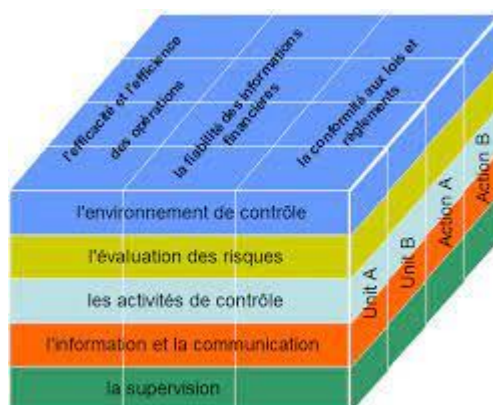 l'efficacité et l'efficience
des opérations
la fiabilité des informations
financières
la conformité aux lois et
règlements
l'environnement de contrôle
l'évaluation des risques
les activités de contrôle
l'information et la communication
la supervision
Unit A
Unit B
Action A
Action B